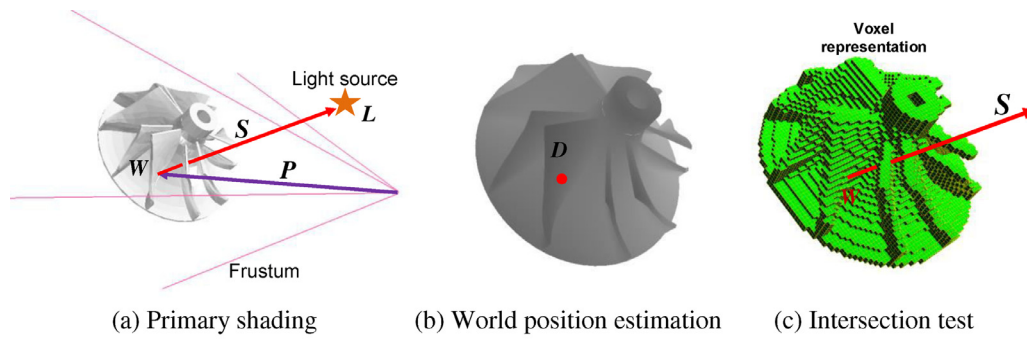 Light source
L
S
W
P
Frustum
(a) Primary shading
D
(b) World position estimation
Voxel
representation
S
W
(c) Intersection test